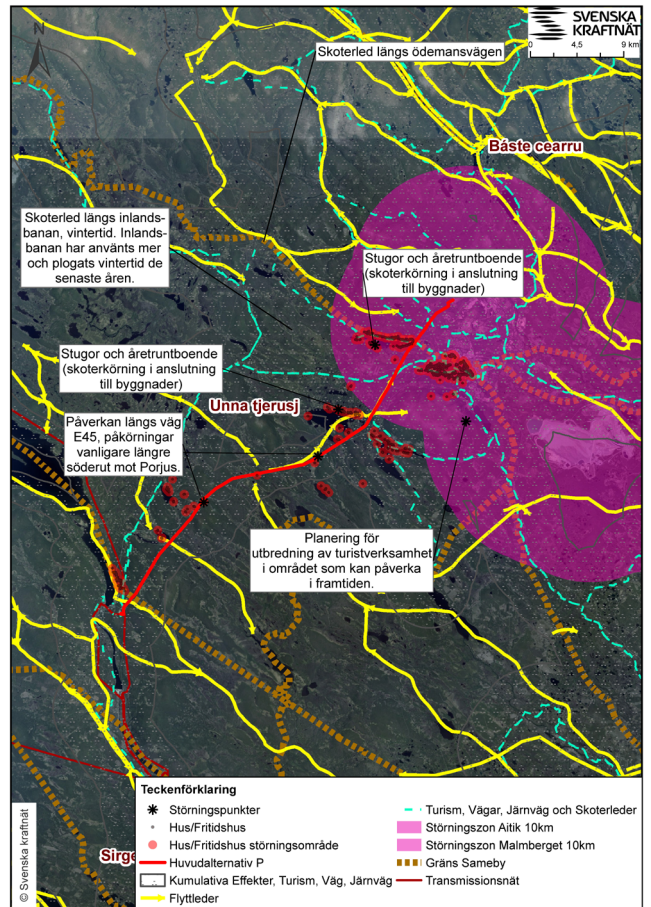 SVENSKA
KRAFTNÄT
0 4,5 9 km
N
Skoterled längs ödemansvägen
Báste cearru
Skoterled längs inlands-
banan, vintertid. Inlands-
banan har använts mer
och plogats vintertid de
senaste åren.
Stugor och åretruntboende
(skoterkörning i anslutning
till byggnader)
Stugor och åretruntboende
(skoterkörning i anslutning
till byggnader)
Unna tjerusj
Påverkan längs väg
E45, påkörningar
vanligare längre
söderut mot Porjus.
Planering för
utbredning av turistverksamhet
i området som kan påverka
i framtiden.
Sirge
Teckenförklaring
Störningspunkter
Hus/Fritidshus
Hus/Fritidshus störningsområde
Huvudalternativ P
Kumulativa Effekter, Turism, Väg, Järnväg
Flyttleder
Turism, Vägar, Järnväg och Skoterleder
Störningszon Aitik 10km
Störningszon Malmberget 10km
Gräns Sameby
Transmissionsnät
© Svenska kraftnät